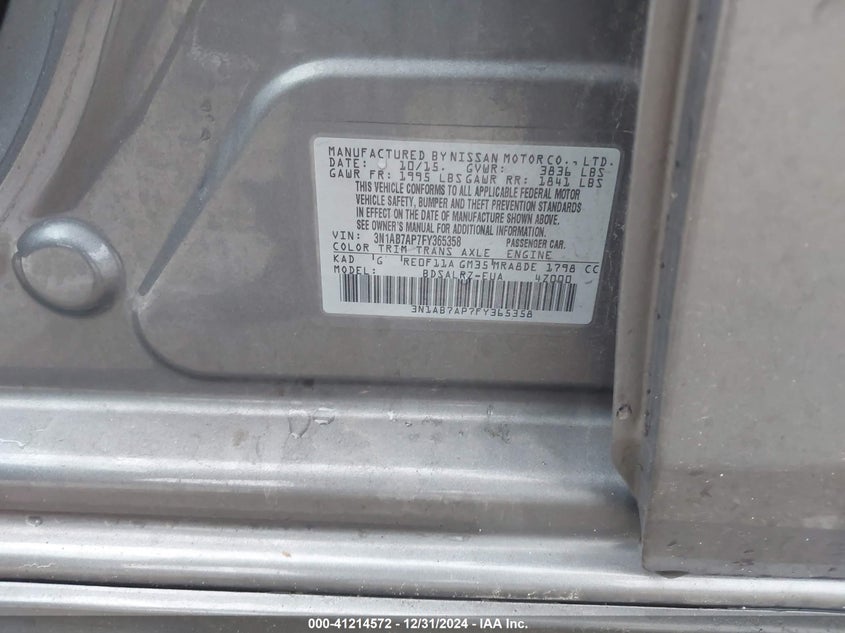 MANUFACTURED BY NISSAN MOTOR CO., LTD.
DATE: 10/15. GVWR: 3836 LBS
GAWR FR: 1995 LBS GAWR RR: 1841 LBS
THIS VEHICLE CONFORMS TO ALL APPLICABLE FEDERAL MOTOR
VEHICLE SAFETY, BUMPER AND THEFT PREVENTION STANDARDS
IN EFFECT ON THE DATE OF MANUFACTURE SHOWN ABOVE.
SEE OWNER'S MANUAL FOR ADDITIONAL INFORMATION.
VIN: 3N1AB7AP7FY365358 PASSENGER CAR.
COLOR TRIM TRANS AXLE ENGINE
KAD G RE0F11A GM35 MRA8DE 1798 CC
MODEL: BDSALRZ-EUA 4Z000
3N1AB7AP7FY365358
000-41214572 - 12/31/2024 - IAA Inc.